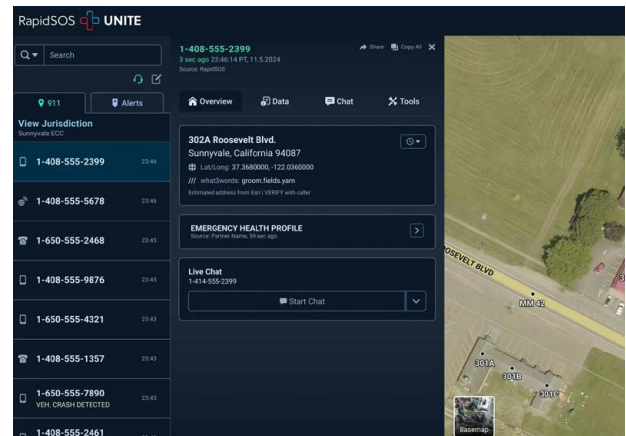 RapidSOS UNITE
Search
911
Alerts
View Jurisdiction
Sunnyvale ECC
1-408-555-2399 23:46
1-408-555-5678 23:46
1-650-555-2468 23:45
1-408-555-9876 23:45
1-650-555-4321 23:43
1-408-555-1357 23:43
1-650-555-7890 23:43
VEH. CRASH DETECTED
1-408-555-2461
1-408-555-2399
Share Copy All
3 sec ago 23:46:14 PT, 11.5.2024
Source: RapidSOS
Overview Data Chat Tools
302A Roosevelt Blvd.
Sunnyvale, California 94087
Lat/Long: 37.3680000, -122.0360000
/// what3words: groom.fields.yam
Estimated address from Esri | VERIFY with caller
EMERGENCY HEALTH PROFILE
Source: Partner Name, 59 sec ago
Live Chat
1-414-555-2399
Start Chat
OSEVELT BLVD
MM 42
301A
301B
301C
Basemap